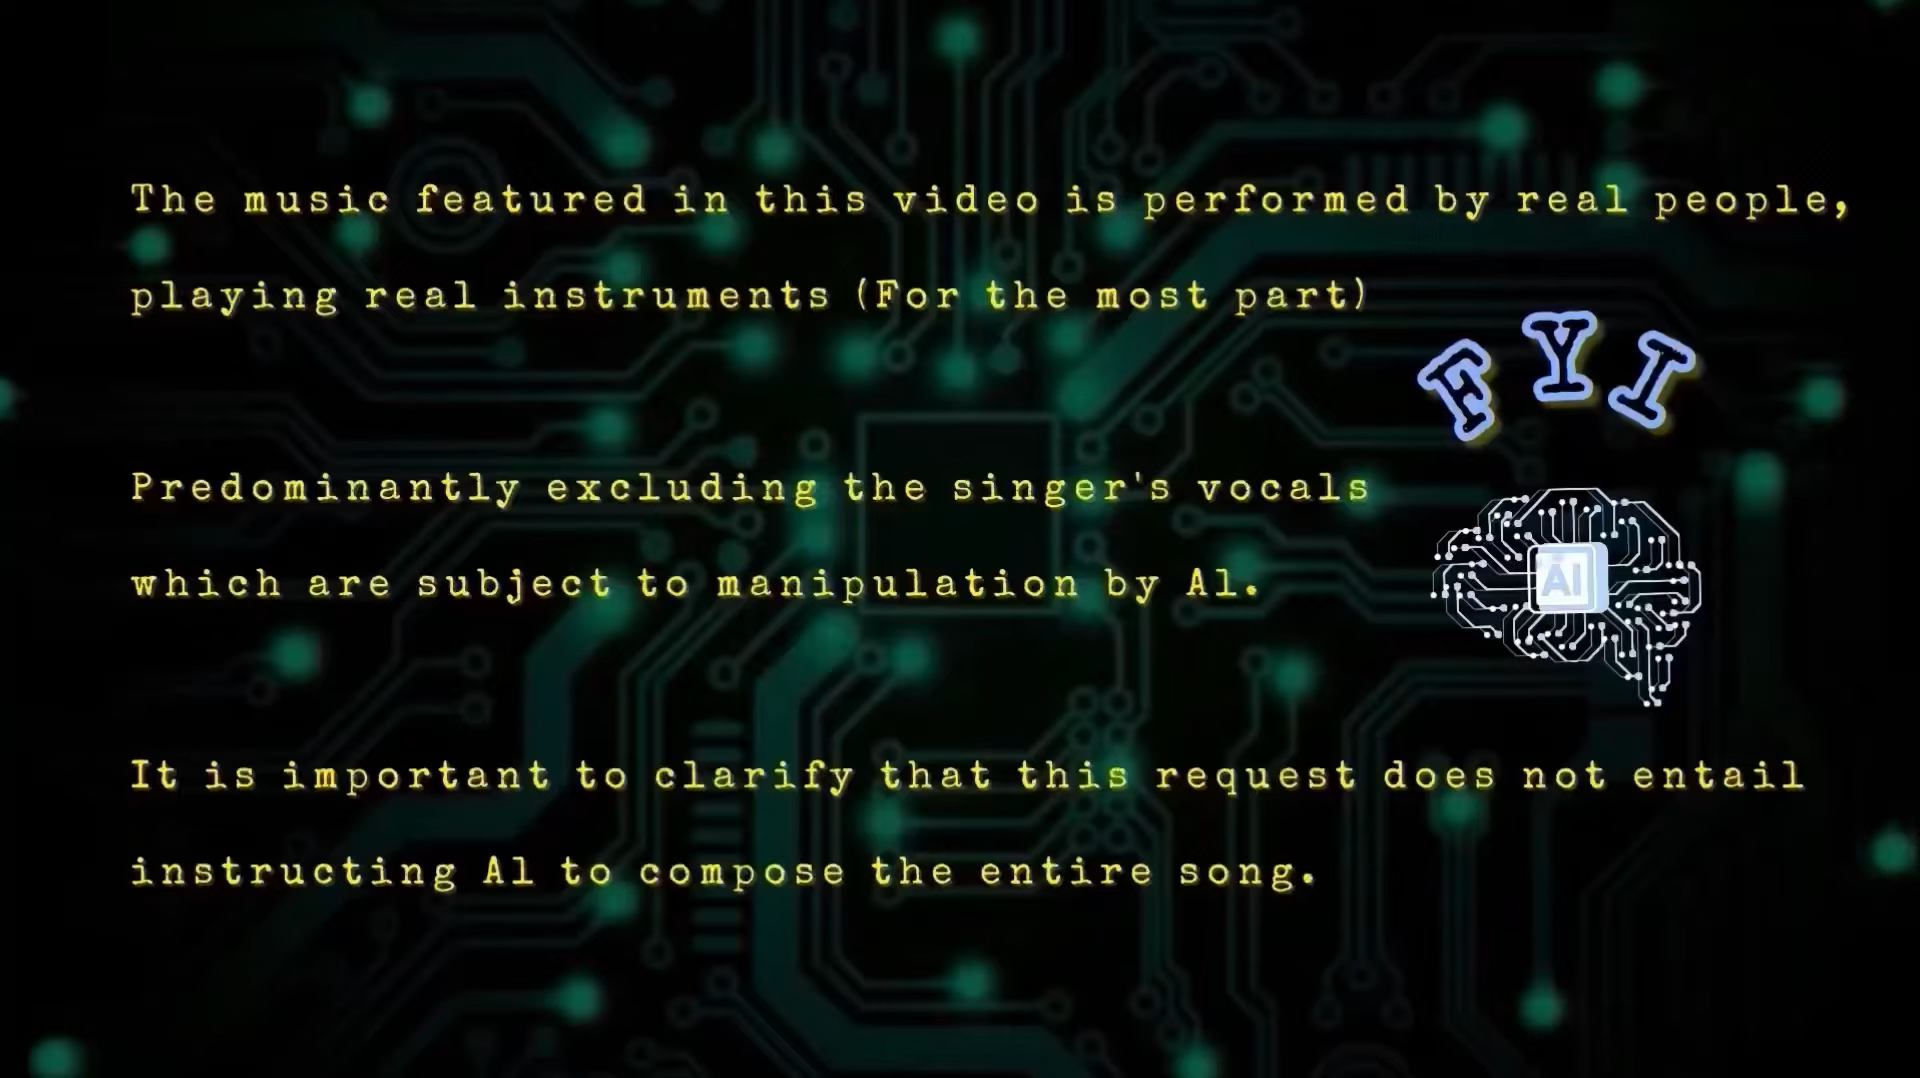 The music featured in this video is performed by real people,
playing real instruments (For the most part)
FYI
Predominantly excluding the singer's vocals
which are subject to manipulation by Al.
AI
It is important to clarify that this request does not entail
instructing Al to compose the entire song.